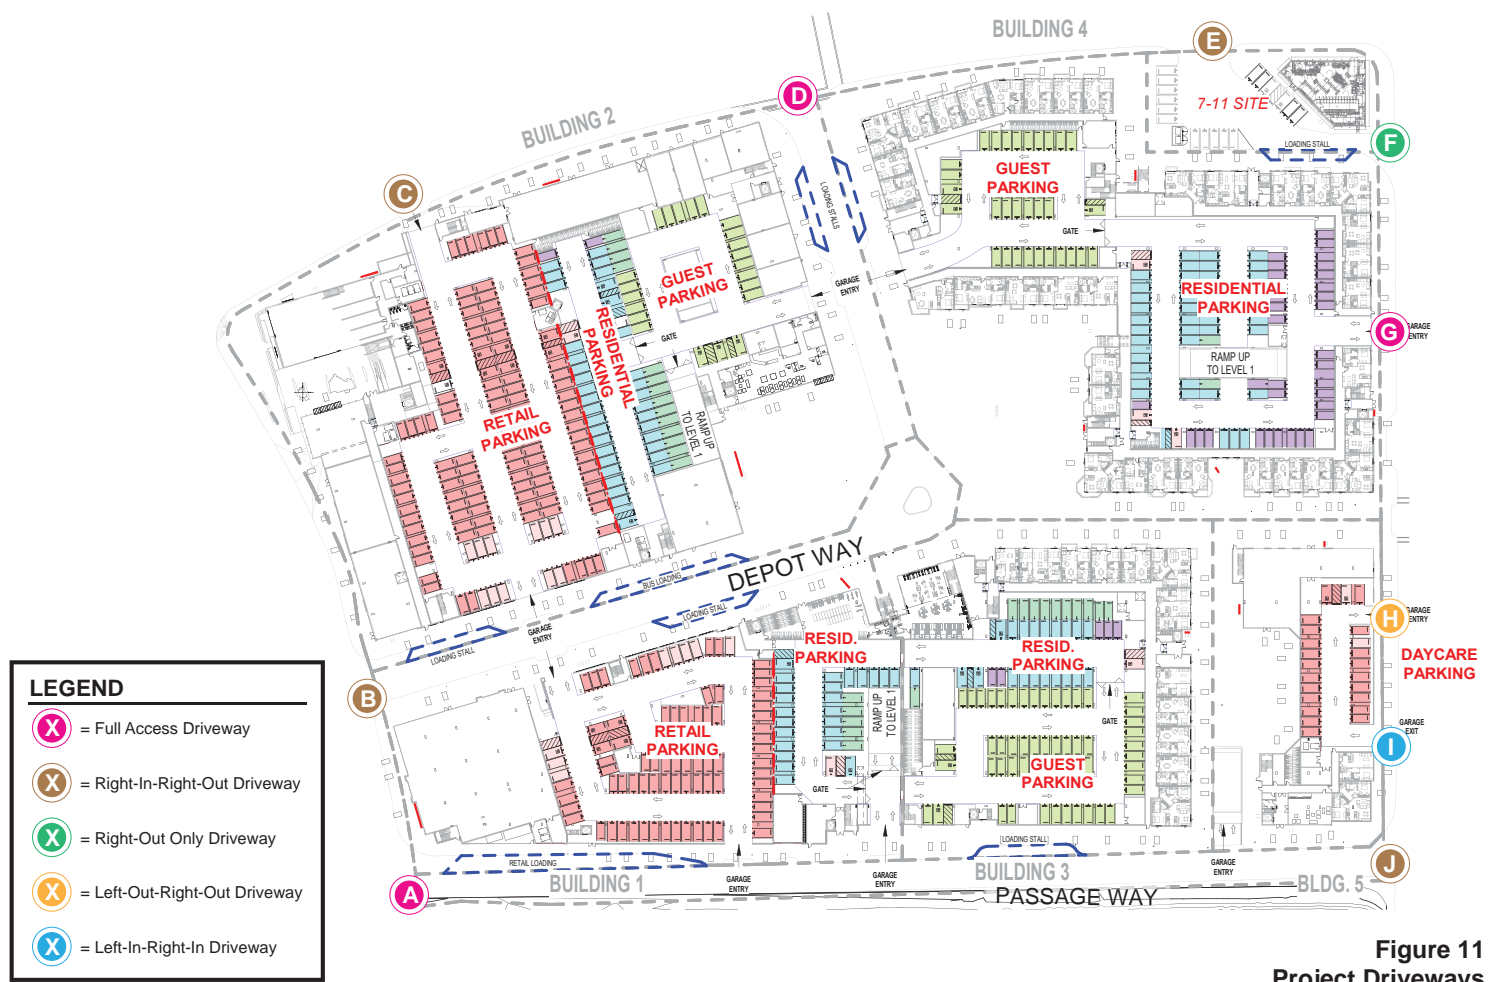 BUILDING 4
E
7-11 SITE
D
BUILDING 2
LOADING STALL
F
C
GUEST
PARKING
LOADING STALLS
GATE
GUEST
PARKING
GARAGE
ENTRY
RESIDENTIAL
PARKING
G
GARAGE
ENTRY
RESIDENTIAL
PARKING
GATE
RAMP UP
TO LEVEL 1
RETAIL
PARKING
RAMP UP
TO LEVEL 1
DEPOT WAY
BUS LOADING
LOADING STALL
GARAGE
ENTRY
LOADING STALL
H
GARAGE
ENTRY
RESID.
PARKING
RESID.
PARKING
DAYCARE
PARKING
B
RAMP UP
TO LEVEL 1
GATE
GARAGE
EXIT
I
RETAIL
PARKING
GUEST
PARKING
GATE
LOADING STALL
RETAIL LOADING
BUILDING 1
GARAGE
ENTRY
GARAGE
ENTRY
BUILDING 3
GARAGE
ENTRY
BLDG. 5
J
A
PASSAGE WAY
LEGEND
X = Full Access Driveway
X = Right-In-Right-Out Driveway
X = Right-Out Only Driveway
X = Left-Out-Right-Out Driveway
X = Left-In-Right-In Driveway
Figure 11
Project Driveways